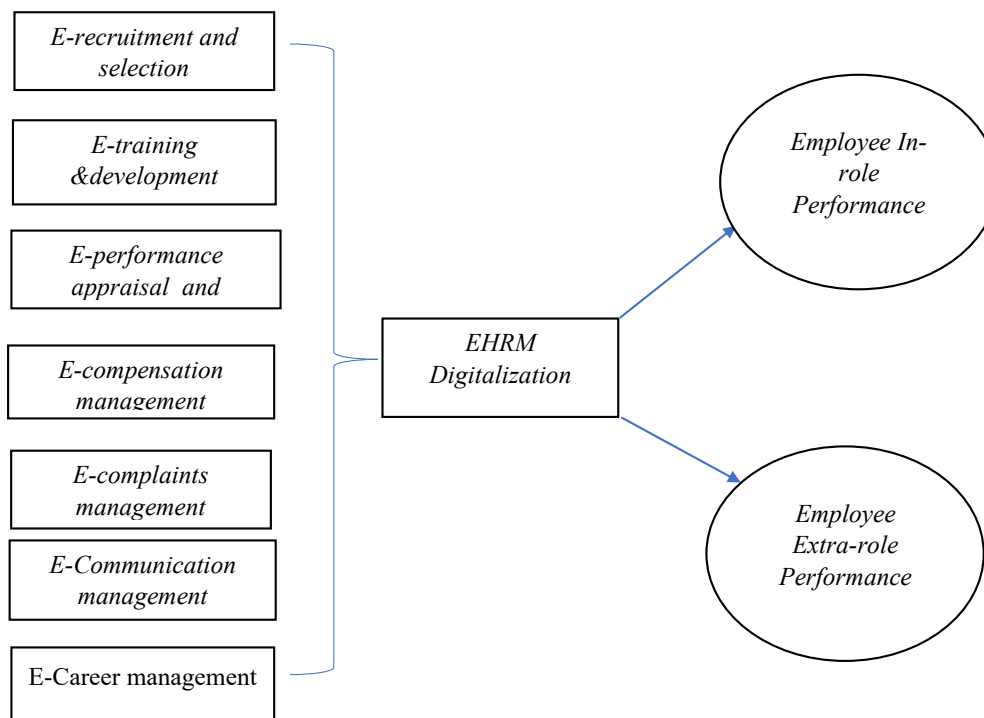 E-recruitment and
selection
E-training
&development
E-performance
appraisal and
E-compensation
management
E-complaints
management
E-Communication
management
E-Career management
EHRM
Digitalization
Employee In-
role
Performance
Employee
Extra-role
Performance